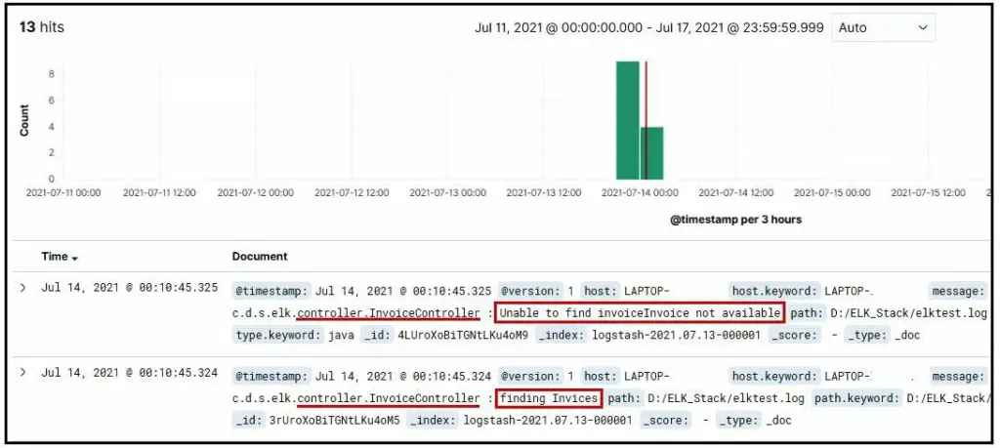 13 hits
Jul 11, 2021 @ 00:00:00.000 - Jul 17, 2021 @ 23:59:59.999 Auto
Count
8
6
4
2
0
2021-07-11 00:00 2021-07-11 12:00 2021-07-12 00:00 2021-07-12 12:00 2021-07-13 00:00 2021-07-13 12:00 2021-07-14 00:00 2021-07-14 12:00 2021-07-15 00:00 2021-07-15 12:00 2
@timestamp per 3 hours
Time Document
Jul 14, 2021 @ 00:10:45.325 @timestamp: Jul 14, 2021 @ 00:10:45.325 @version: 1 host: LAPTOP- host.keyword: LAPTOP-. message:
c.d.s.elk.controller.InvoiceController : Unable to find invoiceInvoice not available path: D:/ELK_Stack/elktest.log
type.keyword: java _id: 4LUroXoBiTGNtLKu4oM9 _index: logstash-2021.07.13-000001 _score: - _type: _doc
Jul 14, 2021 @ 00:10:45.324 @timestamp: Jul 14, 2021 @ 00:10:45.324 @version: 1 host: LAPTOP- host.keyword: LAPTOP- . message:
c.d.s.elk.controller.InvoiceController : finding Invices path: D:/ELK_Stack/elktest.log path.keyword: D:/ELK_Stack/
_id: 3rUroXoBiTGNtLKu4oM5 _index: logstash-2021.07.13-000001 _score: - _type: _doc